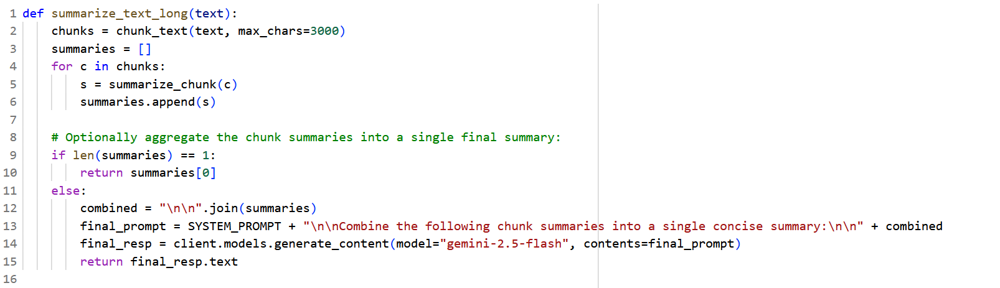 1 def summarize_text_long(text):
2     chunks = chunk_text(text, max_chars=3000)
3     summaries = []
4     for c in chunks:
5         s = summarize_chunk(c)
6         summaries.append(s)
7
8     # Optionally aggregate the chunk summaries into a single final summary:
9     if len(summaries) == 1:
10         return summaries[0]
11     else:
12         combined = "\n\n".join(summaries)
13         final_prompt = SYSTEM_PROMPT + "\n\nCombine the following chunk summaries into a single concise summary:\n\n" + combined
14         final_resp = client.models.generate_content(model="gemini-2.5-flash", contents=final_prompt)
15         return final_resp.text
16